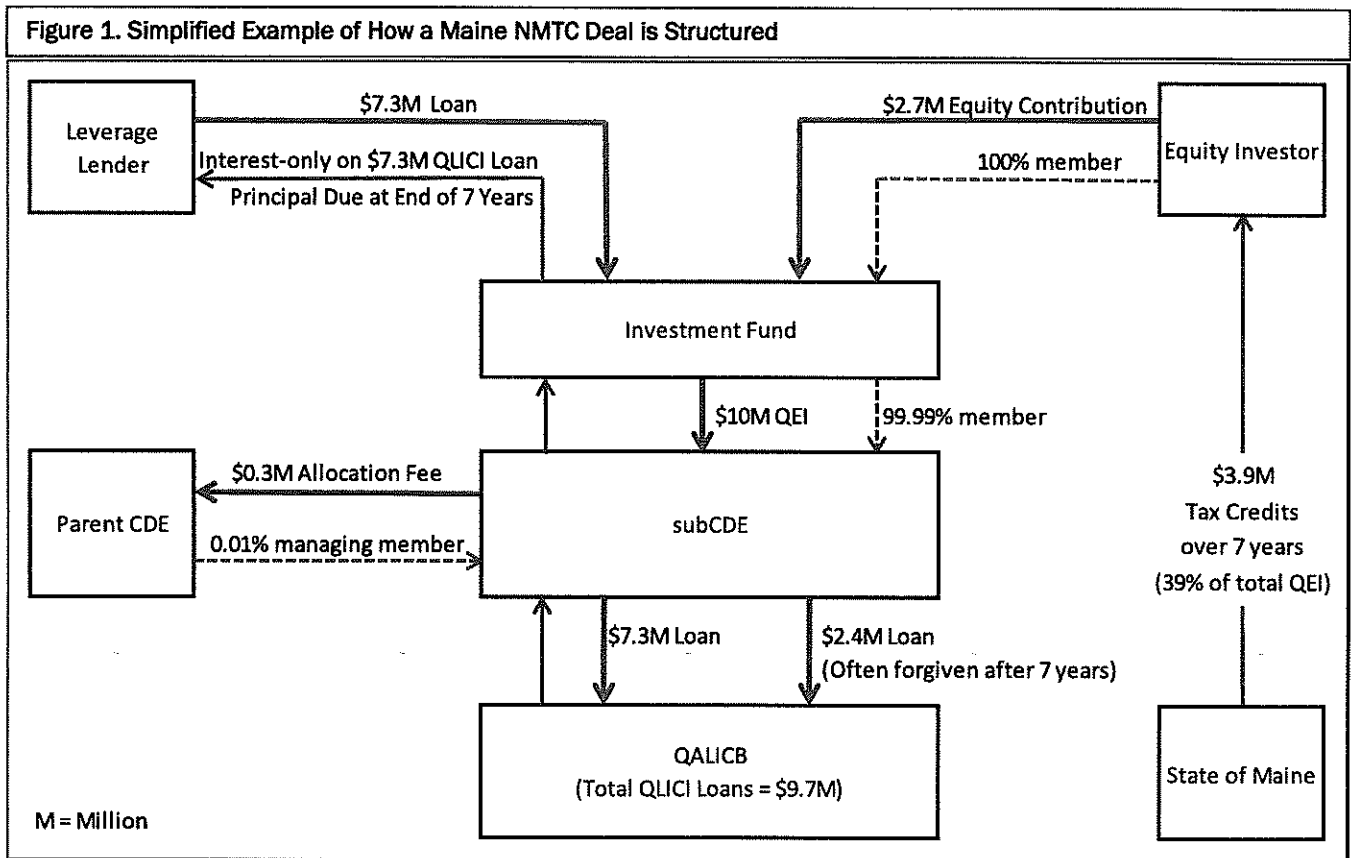 Figure 1. Simplified Example of How a Maine NMTC Deal is Structured
Leverage
Lender
$7.3M Loan
Interest-only on $7.3M QLICI Loan
Principal Due at End of 7 Years
$2.7M Equity Contribution
100% member
Equity Investor
Investment Fund
$10M QEI
99.99% member
Parent CDE
$0.3M Allocation Fee
0.01% managing member
subCDE
$3.9M
Tax Credits
over 7 years
(39% of total QEI)
$7.3M Loan
$2.4M Loan
(Often forgiven after 7 years)
QALICB
(Total QLICI Loans = $9.7M)
State of Maine
M = Million